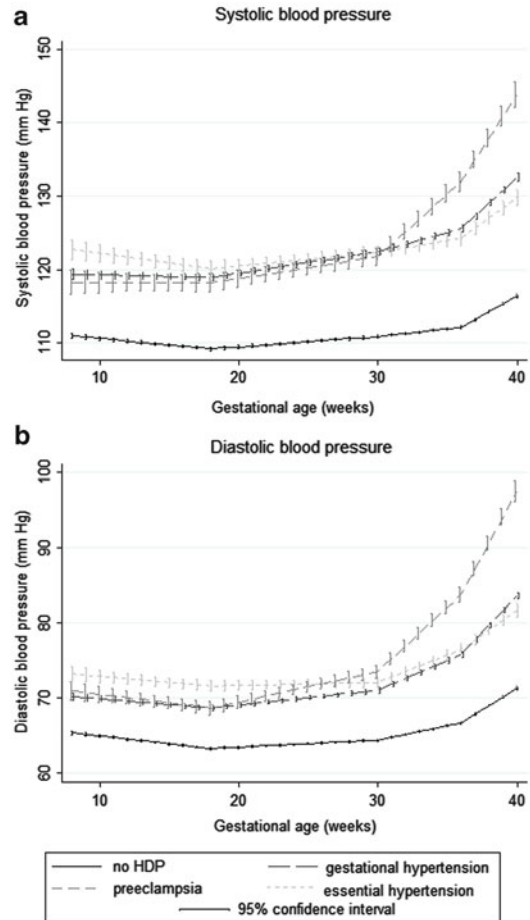 a
Systolic blood pressure
Systolic blood pressure (mm Hg)
150
140
130
120
110
10 20 30 40
Gestational age (weeks)
b
Diastolic blood pressure
Diastolic blood pressure (mm Hg)
100
90
80
70
60
10 20 30 40
Gestational age (weeks)
no HDP gestational hypertension
preeclampsia essential hypertension
95% confidence interval